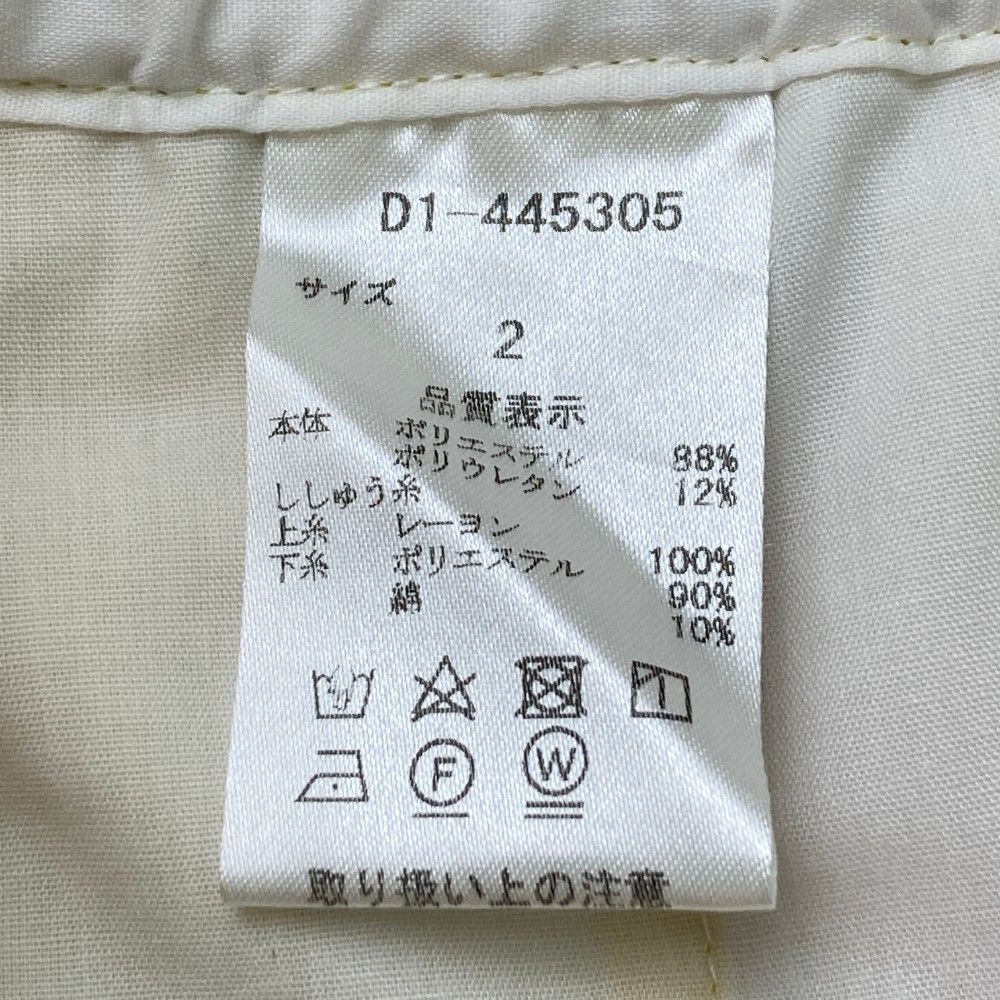 D1-445305
サイズ
2
品質表示
本体 ポリエステル 88%
ポリウレタン 12%
ししゅう糸
上糸 レーヨン 100%
下糸 ポリエステル 90%
綿 10%
F W
取り扱い上の注意